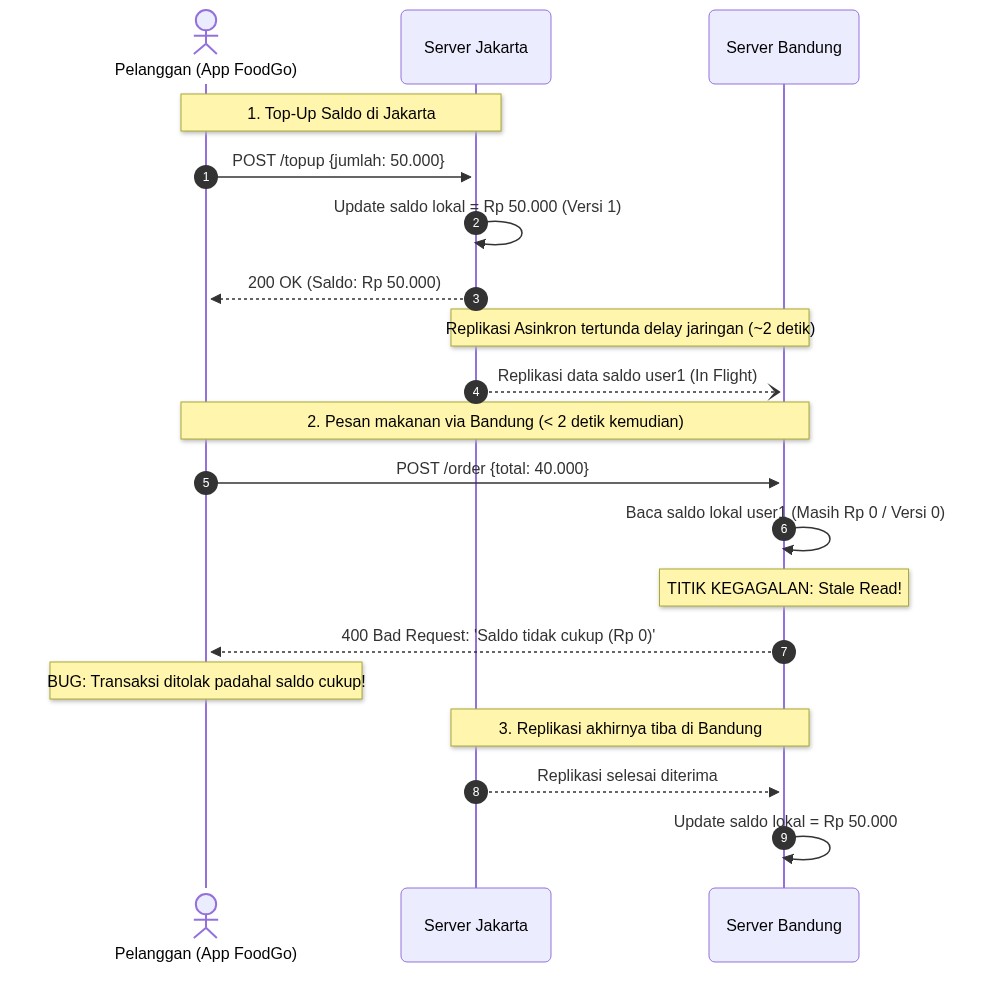 Pelanggan (App FoodGo)
Server Jakarta
Server Bandung
1. Top-Up Saldo di Jakarta
POST /topup {jumlah: 50.000}
1
Update saldo lokal = Rp 50.000 (Versi 1)
2
200 OK (Saldo: Rp 50.000)
3
Replikasi Asinkron tertunda delay jaringan (~2 detik)
Replikasi data saldo user1 (In Flight)
4
2. Pesan makanan via Bandung (< 2 detik kemudian)
POST /order {total: 40.000}
5
Baca saldo lokal user1 (Masih Rp 0 / Versi 0)
6
TITIK KEGAGALAN: Stale Read!
400 Bad Request: 'Saldo tidak cukup (Rp 0)'
7
BUG: Transaksi ditolak padahal saldo cukup!
3. Replikasi akhirnya tiba di Bandung
Replikasi selesai diterima
8
Update saldo lokal = Rp 50.000
9
Pelanggan (App FoodGo)
Server Jakarta
Server Bandung